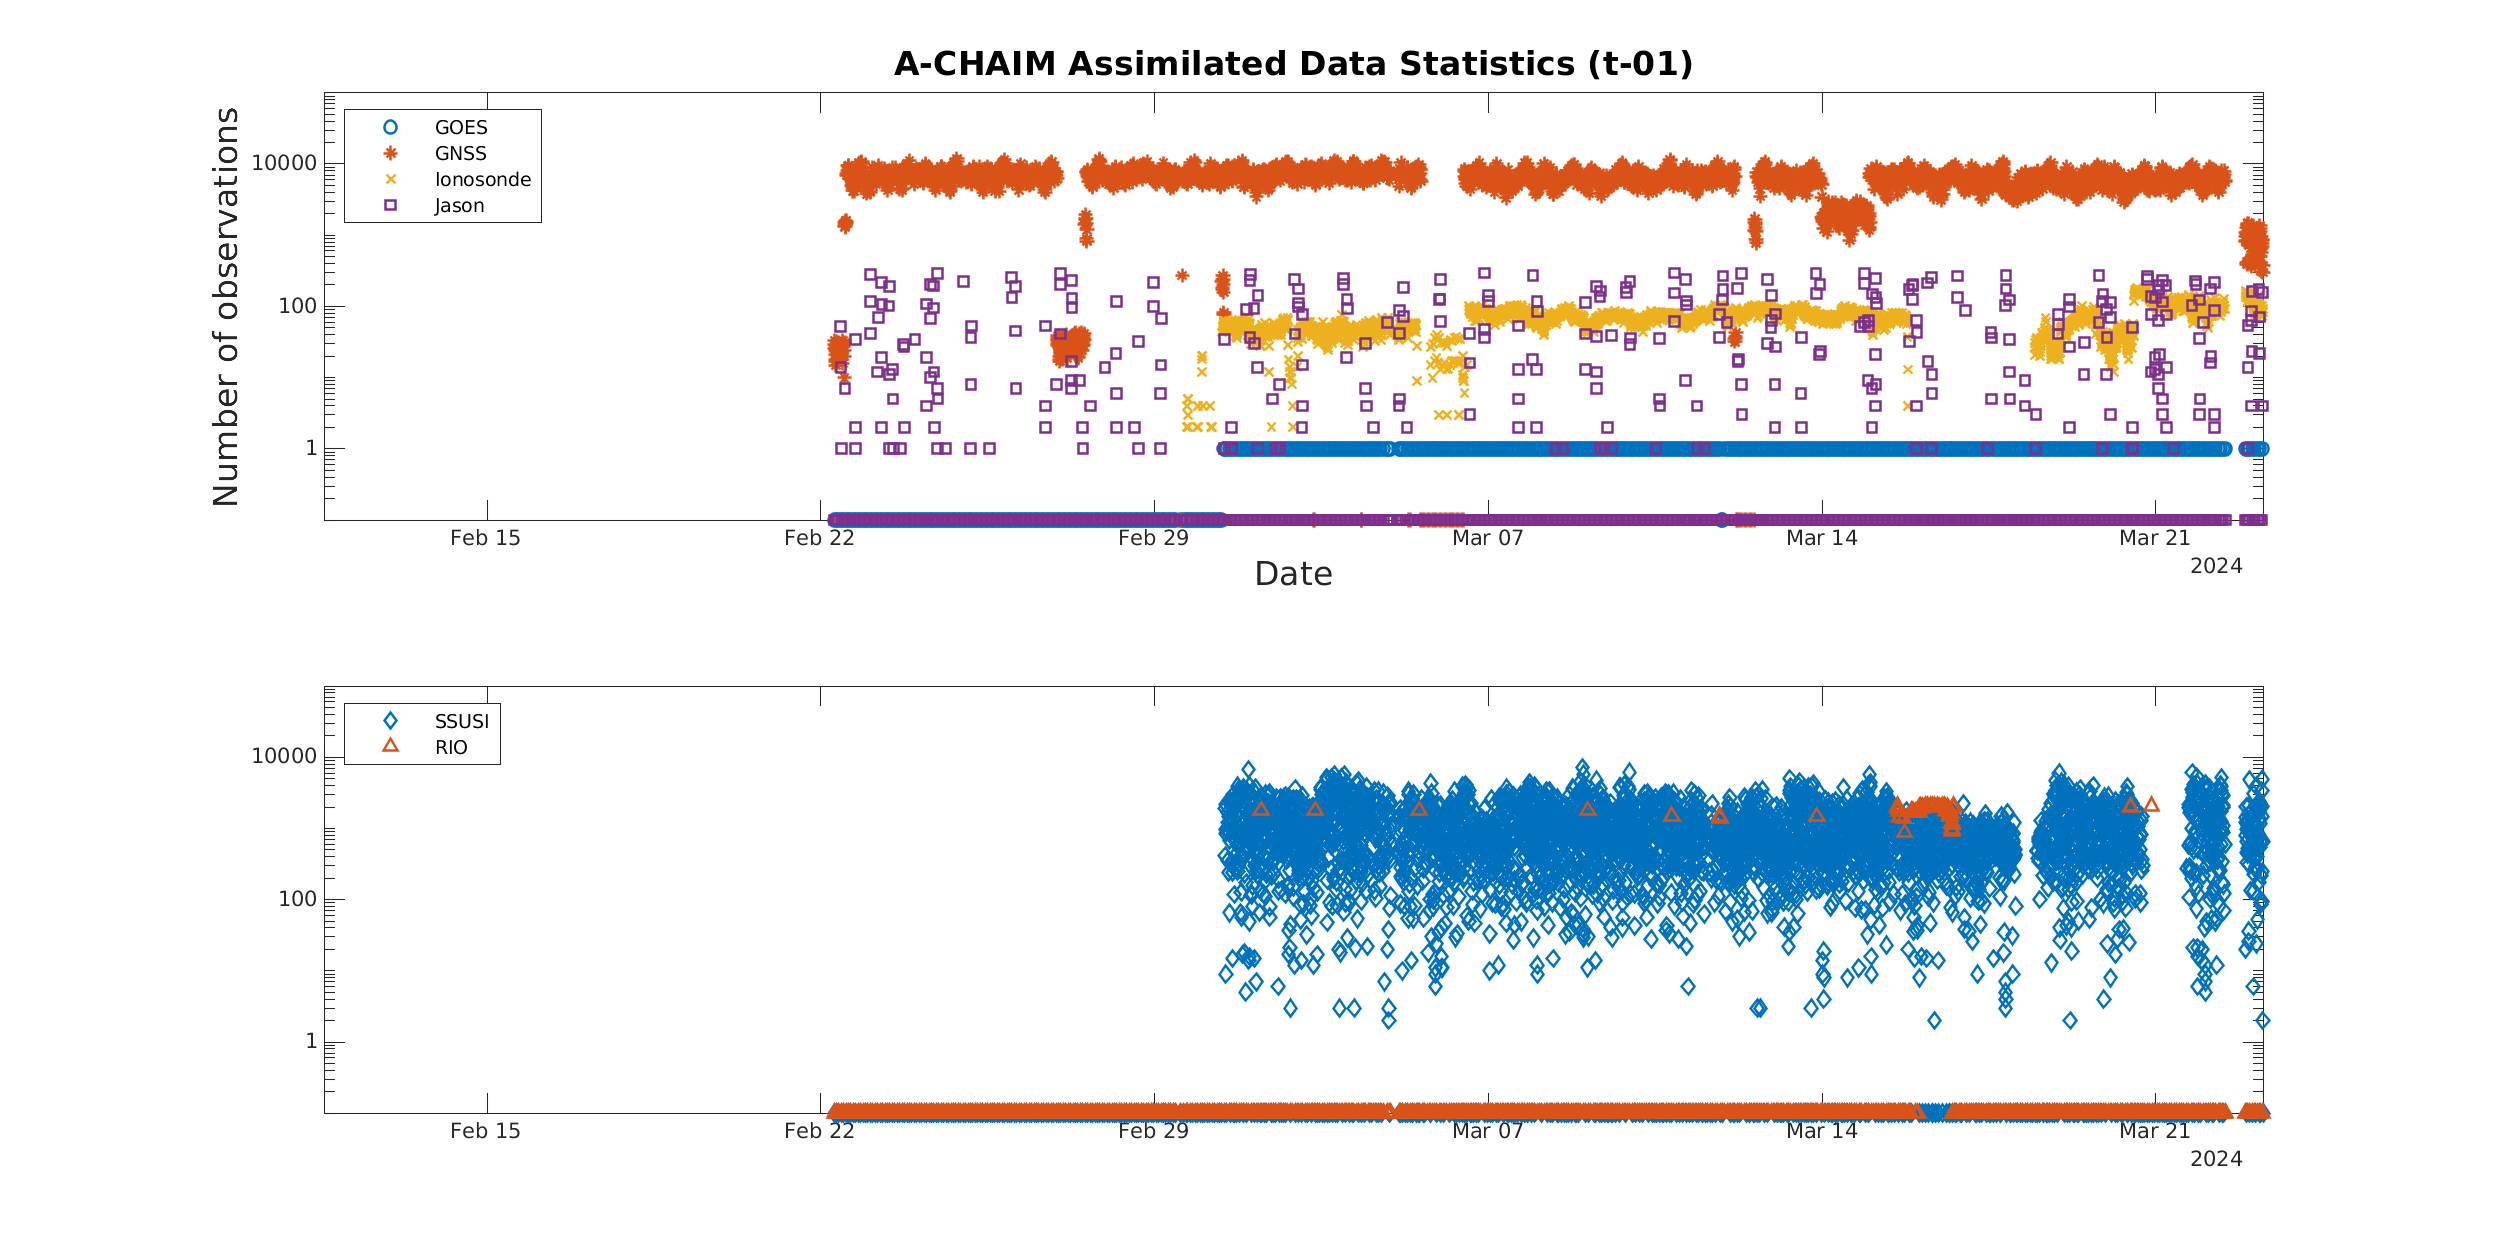 A-CHAIM Assimilated Data Statistics (t-01)
Number of observations
10000
100
1
GOES
GNSS
Ionosonde
Jason
Feb 15
Feb 22
Feb 29
Mar 07
Mar 14
Mar 21
2024
Date
10000
100
1
SSUSI
RIO
Feb 15
Feb 22
Feb 29
Mar 07
Mar 14
Mar 21
2024